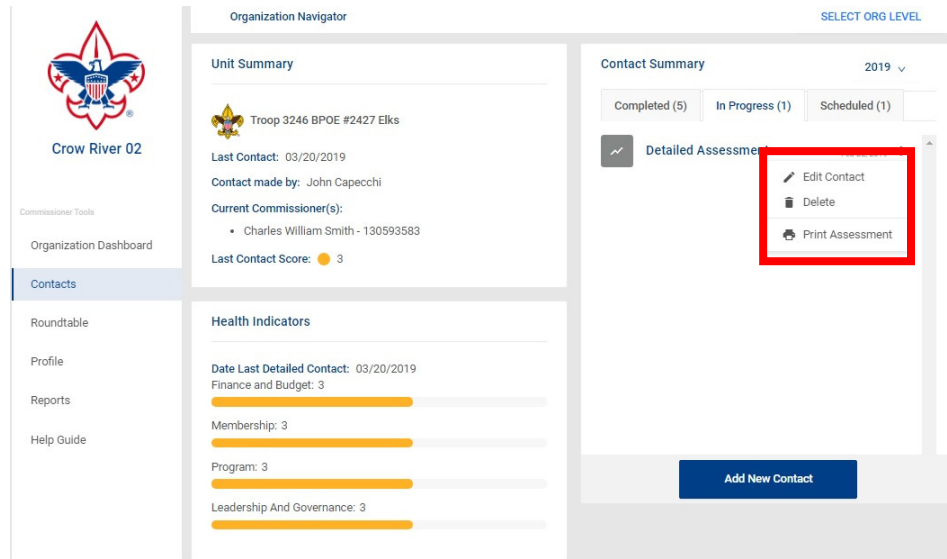 Organization Navigator
SELECT ORG LEVEL
Crow River 02
Commissioner Tools
Organization Dashboard
Contacts
Roundtable
Profile
Reports
Help Guide
Unit Summary
Troop 3246 BPOE #2427 Elks
Last Contact: 03/20/2019
Contact made by: John Capecchi
Current Commissioner(s):
• Charles William Smith - 130593583
Last Contact Score: 3
Health Indicators
Date Last Detailed Contact: 03/20/2019
Finance and Budget: 3
Membership: 3
Program: 3
Leadership And Governance: 3
Contact Summary
2019
Completed (5) In Progress (1) Scheduled (1)
Detailed
Edit Contact
Delete
Print Assessment
Add New Contact